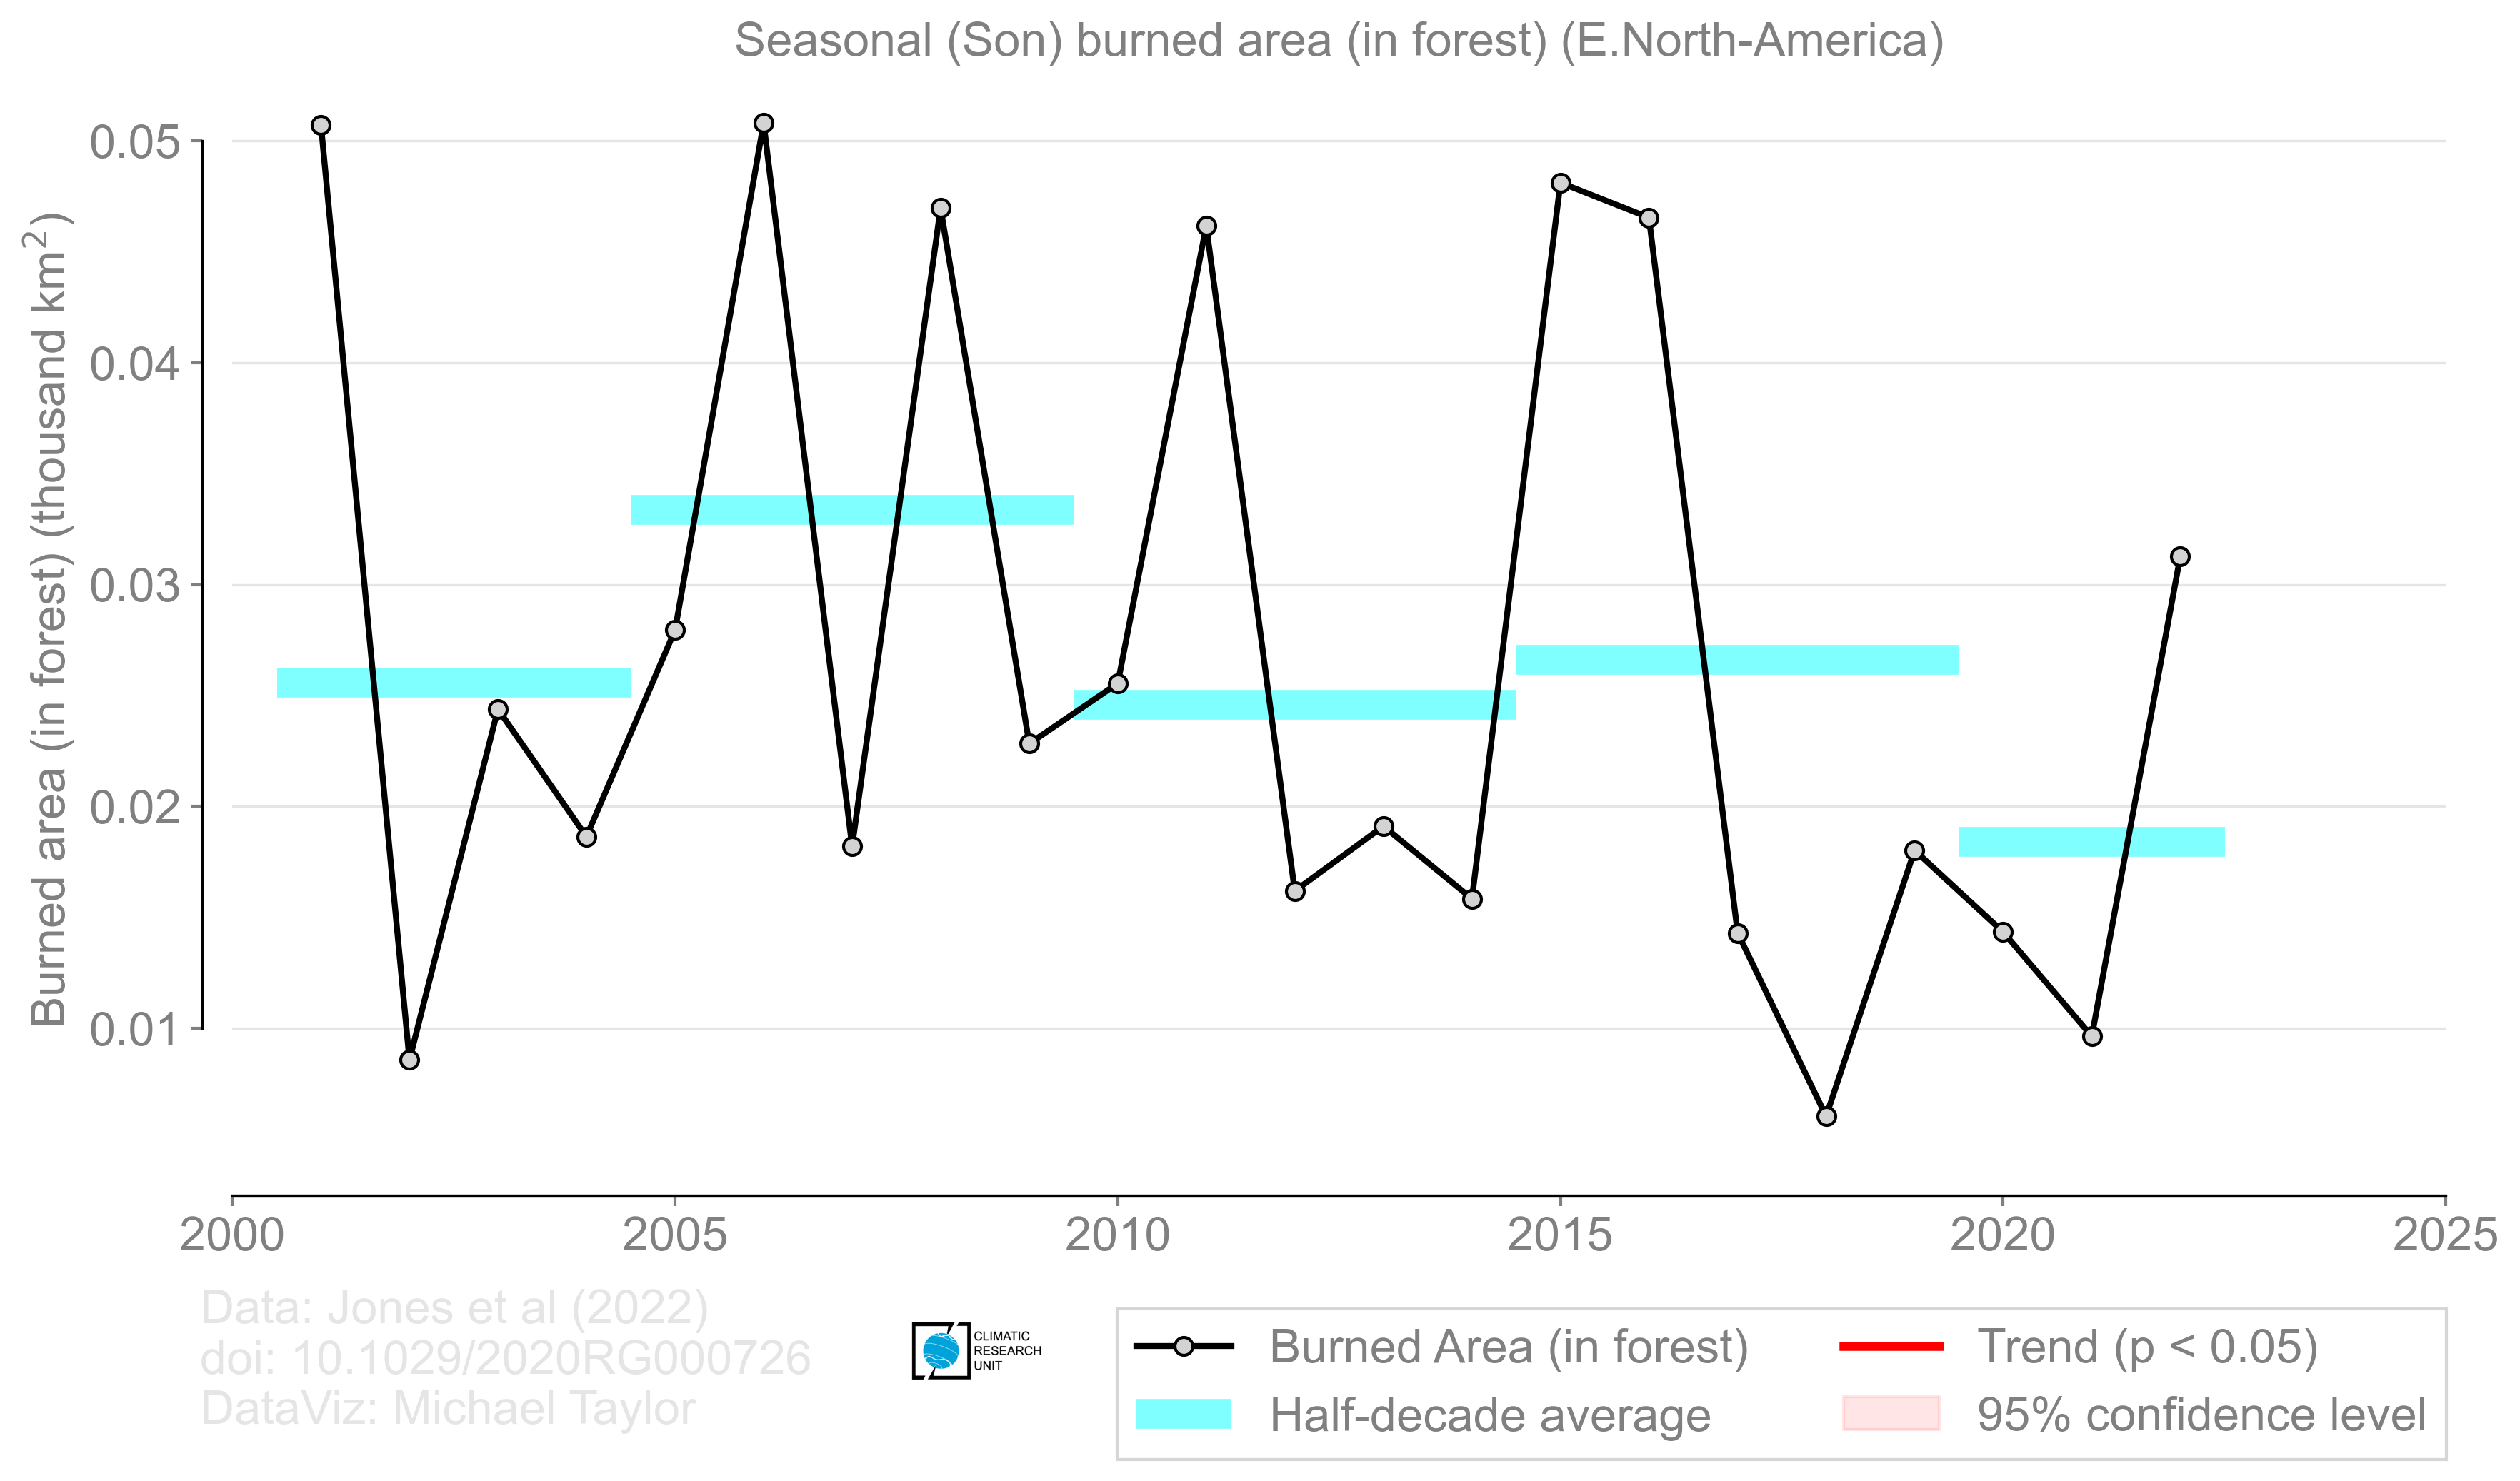 Seasonal (Son) burned area (in forest) (E.North-America)
Burned area (in forest) (thousand km²)
0.05
0.04
0.03
0.02
0.01
2000
2005
2010
2015
2020
2025
Data: Jones et al (2022)
doi: 10.1029/2020RG000726
DataViz: Michael Taylor
CLIMATIC
RESEARCH
UNIT
Burned Area (in forest)
Half-decade average
Trend (p < 0.05)
95% confidence level